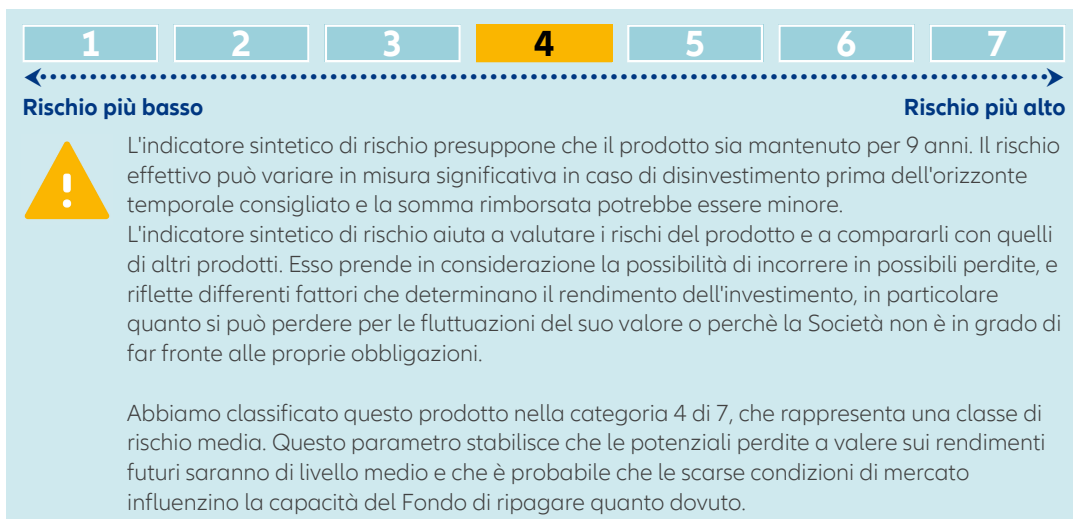 1 2 3 4 5 6 7
Rischio più basso Rischio più alto
L'indicatore sintetico di rischio presuppone che il prodotto sia mantenuto per 9 anni. Il rischio
effettivo può variare in misura significativa in caso di disinvestimento prima dell'orizzonte
temporale consigliato e la somma rimborsata potrebbe essere minore.
L'indicatore sintetico di rischio aiuta a valutare i rischi del prodotto e a compararli con quelli
di altri prodotti. Esso prende in considerazione la possibilità di incorrere in possibili perdite, e
riflette differenti fattori che determinano il rendimento dell'investimento, in particolare
quanto si può perdere per le fluttuazioni del suo valore o perchè la Società non è in grado di
far fronte alle proprie obbligazioni.
Abbiamo classificato questo prodotto nella categoria 4 di 7, che rappresenta una classe di
rischio media. Questo parametro stabilisce che le potenziali perdite a valere sui rendimenti
futuri saranno di livello medio e che è probabile che le scarse condizioni di mercato
influenzino la capacità del Fondo di ripagare quanto dovuto.